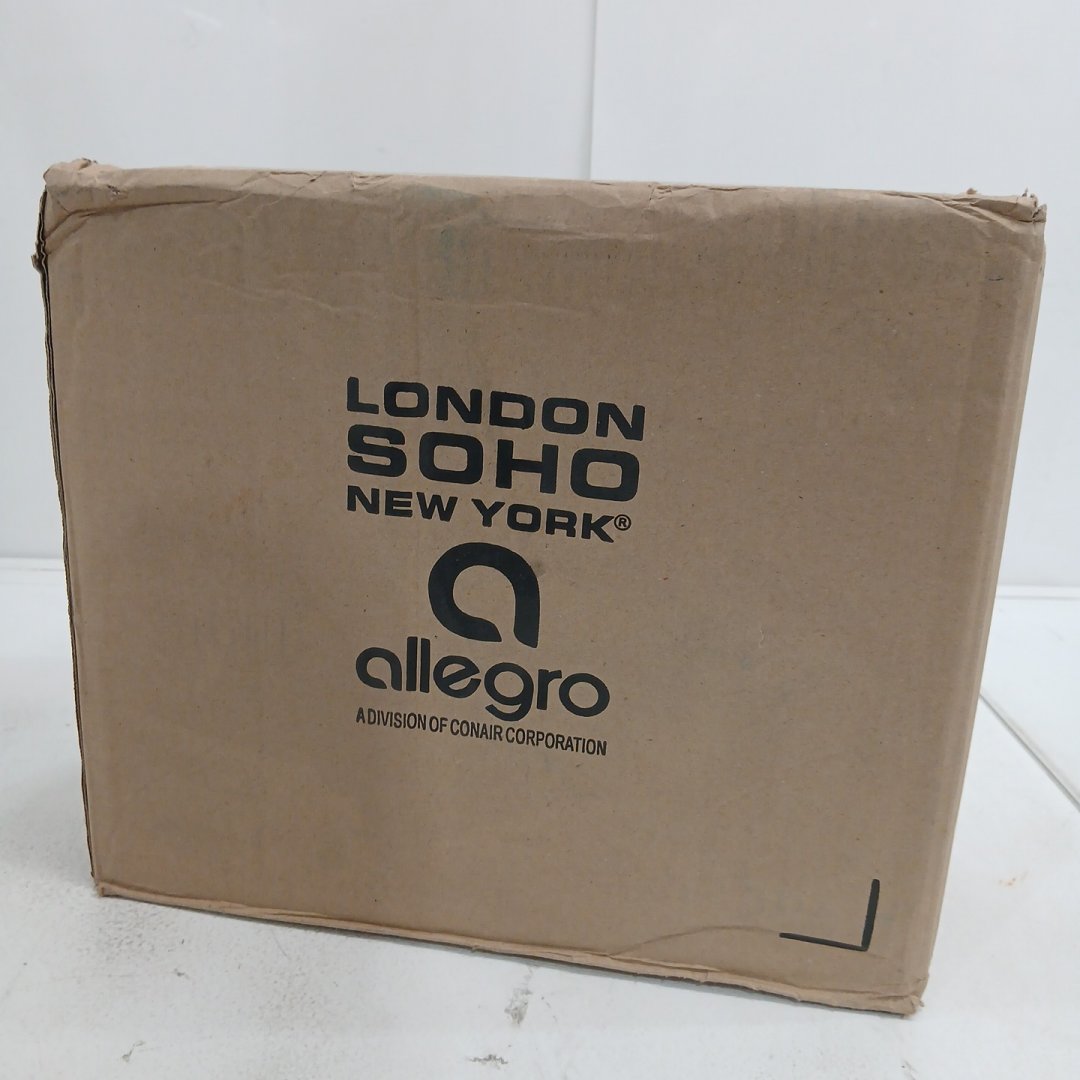 LONDON
SOHO
NEW YORK®
a
allegro
A DIVISION OF CONAIR CORPORATION